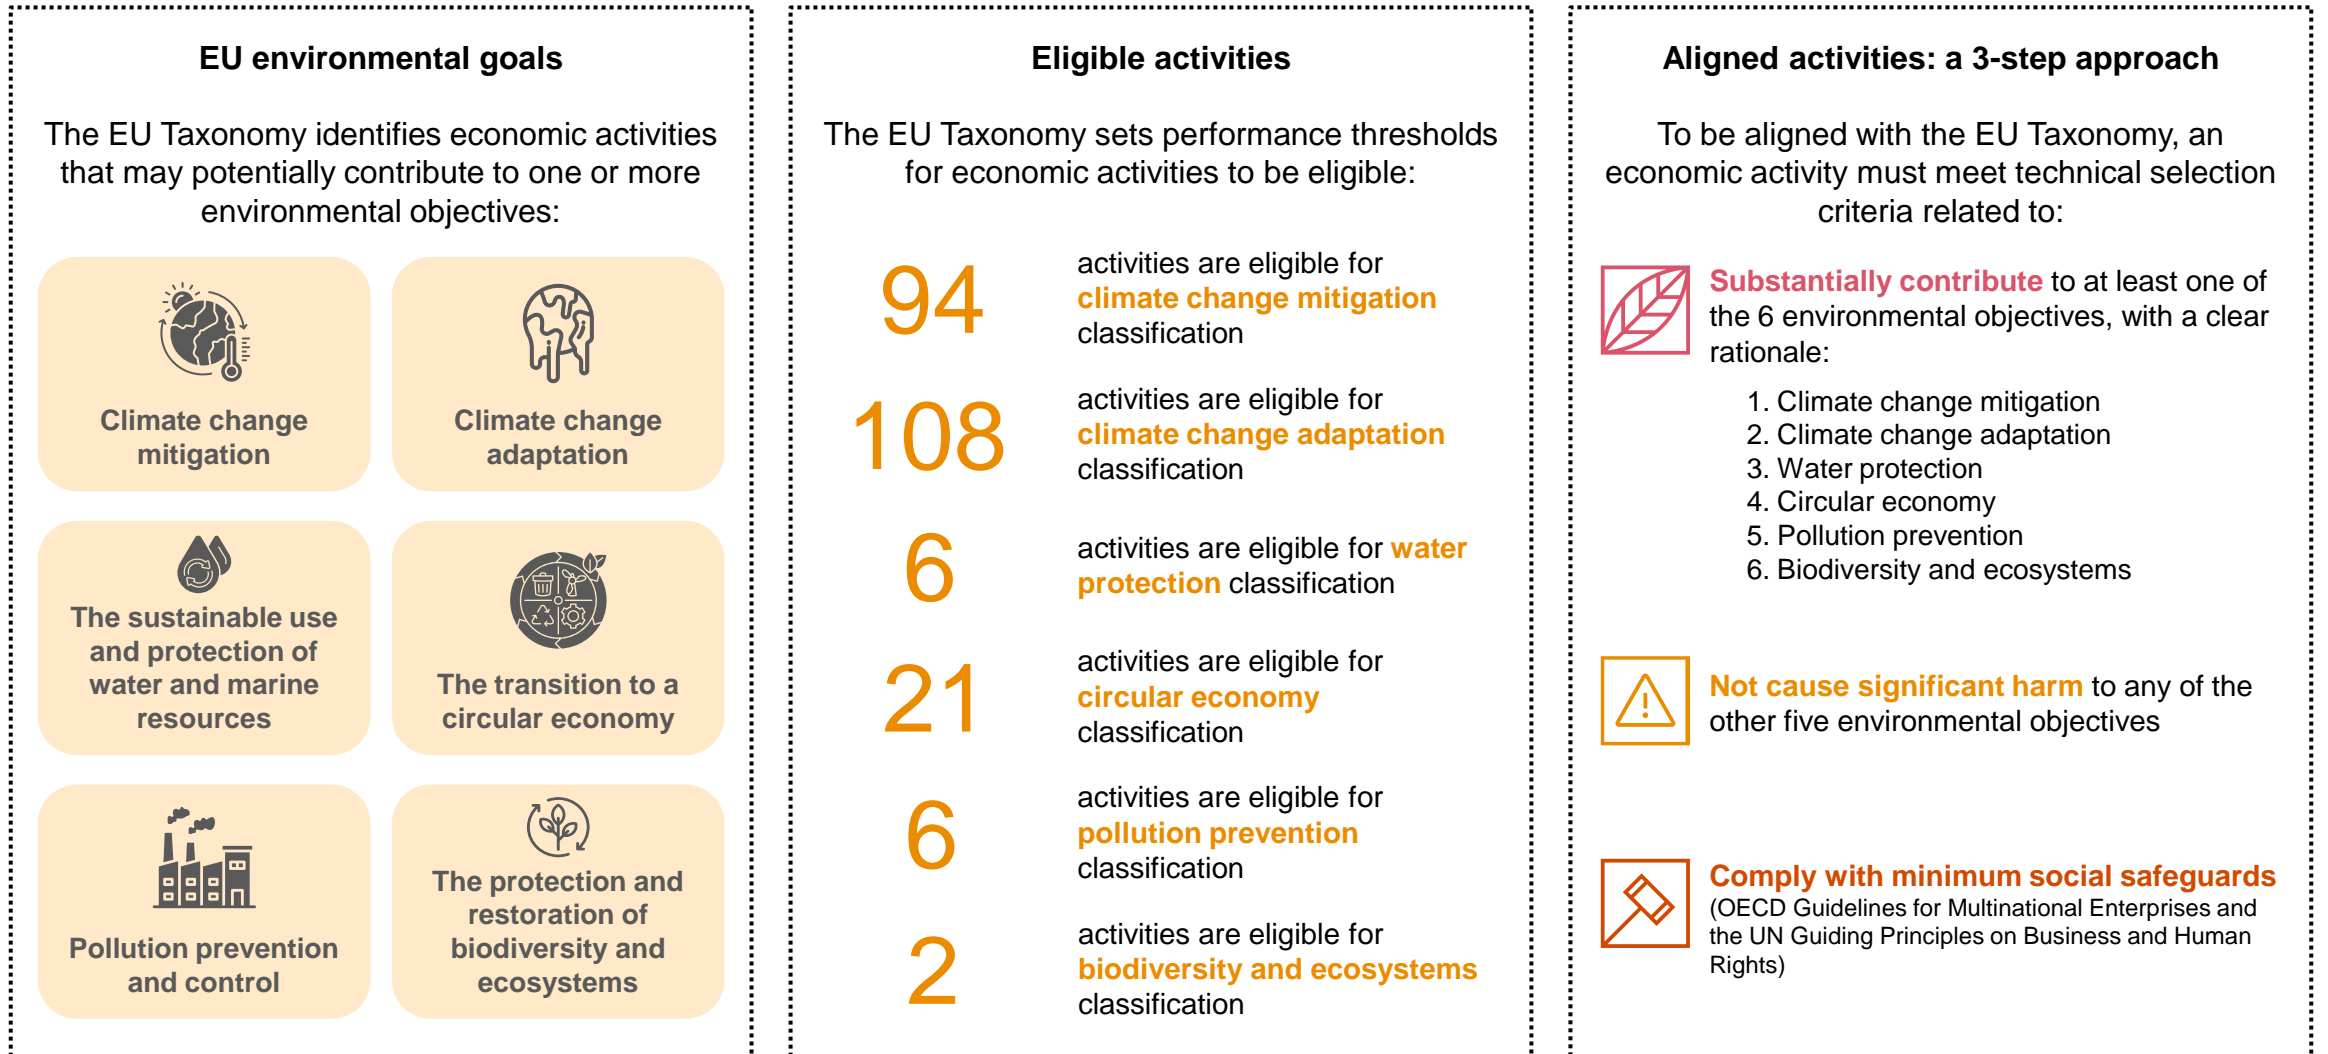 EU environmental goals
The EU Taxonomy identifies economic activities
that may potentially contribute to one or more
environmental objectives:
Climate change
mitigation
Climate change
adaptation
The sustainable use
and protection of
water and marine
resources
The transition to a
circular economy
Pollution prevention
and control
The protection and
restoration of
biodiversity and
ecosystems
Eligible activities
The EU Taxonomy sets performance thresholds
for economic activities to be eligible:
94
activities are eligible for
climate change mitigation
classification
108
activities are eligible for
climate change adaptation
classification
6
activities are eligible for water
protection classification
21
activities are eligible for
circular economy
classification
6
activities are eligible for
pollution prevention
classification
2
activities are eligible for
biodiversity and ecosystems
classification
Aligned activities: a 3-step approach
To be aligned with the EU Taxonomy, an
economic activity must meet technical selection
criteria related to:
Substantially contribute to at least one of
the 6 environmental objectives, with a clear
rationale:
1. Climate change mitigation
2. Climate change adaptation
3. Water protection
4. Circular economy
5. Pollution prevention
6. Biodiversity and ecosystems
Not cause significant harm to any of the
other five environmental objectives
Comply with minimum social safeguards
(OECD Guidelines for Multinational Enterprises and
the UN Guiding Principles on Business and Human
Rights)